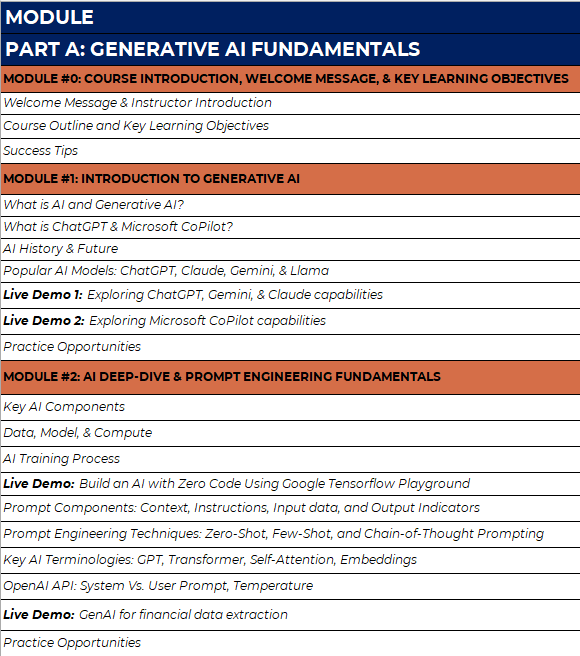 MODULE
PART A: GENERATIVE AI FUNDAMENTALS
MODULE #0: COURSE INTRODUCTION, WELCOME MESSAGE, & KEY LEARNING OBJECTIVES
Welcome Message & Instructor Introduction
Course Outline and Key Learning Objectives
Success Tips
MODULE #1: INTRODUCTION TO GENERATIVE AI
What is AI and Generative AI?
What is ChatGPT & Microsoft CoPilot?
AI History & Future
Popular AI Models: ChatGPT, Claude, Gemini, & Llama
Live Demo 1: Exploring ChatGPT, Gemini, & Claude capabilities
Live Demo 2: Exploring Microsoft CoPilot capabilities
Practice Opportunities
MODULE #2: AI DEEP-DIVE & PROMPT ENGINEERING FUNDAMENTALS
Key AI Components
Data, Model, & Compute
AI Training Process
Live Demo: Build an AI with Zero Code Using Google Tensorflow Playground
Prompt Components: Context, Instructions, Input data, and Output Indicators
Prompt Engineering Techniques: Zero-Shot, Few-Shot, and Chain-of-Thought Prompting
Key AI Terminologies: GPT, Transformer, Self-Attention, Embeddings
OpenAI API: System Vs. User Prompt, Temperature
Live Demo: GenAI for financial data extraction
Practice Opportunities